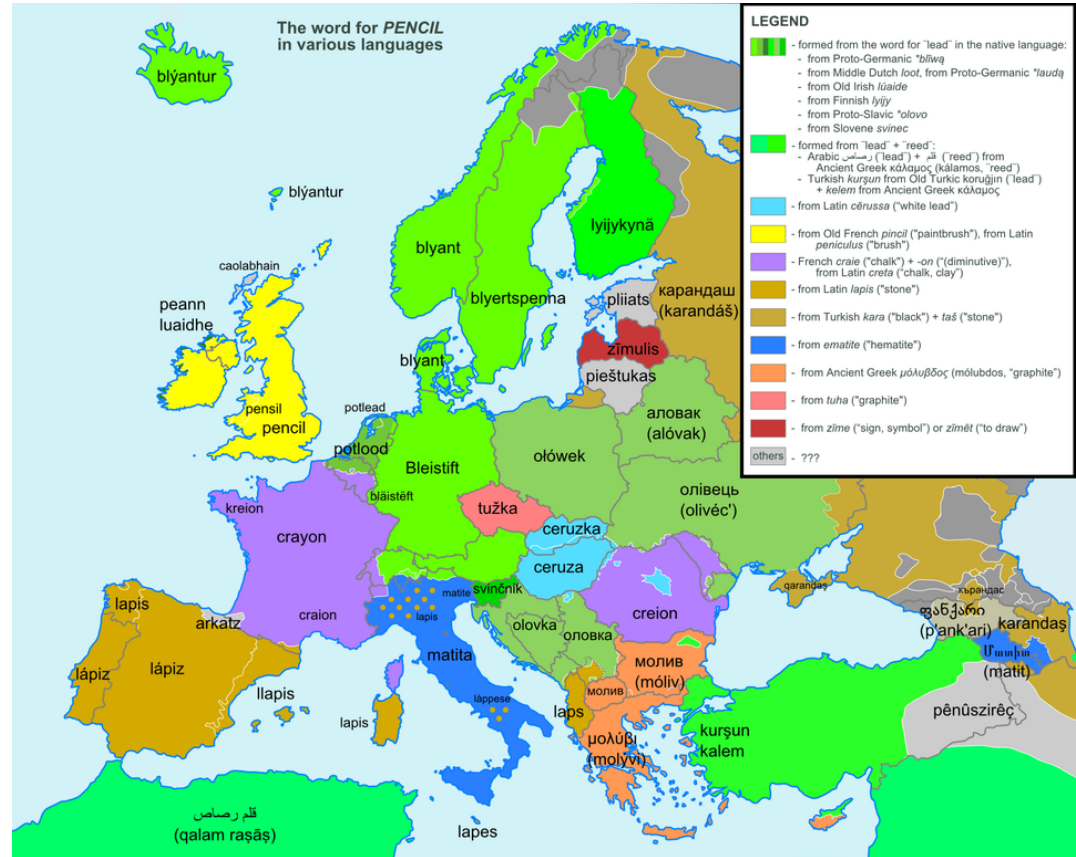 The word for PENCIL
in various languages
LEGEND
- formed from the word for ¨lead¨ in the native language:
- from Proto-Germanic *blīwą
- from Middle Dutch loot, from Proto-Germanic *laudą
- from Old Irish lúaide
- from Finnish lyijy
- from Proto-Slavic *olovo
- from Slovene svinec
- formed from ¨lead¨ + ¨reed¨:
- Arabic رصاص (¨lead¨) + قلم (¨reed¨) from
Ancient Greek κάλαμος (kálamos, ¨reed¨)
- Turkish kurşun from Old Turkic koruğjın (¨lead¨)
+ kelem from Ancient Greek κάλαμος
- from Latin cērussa (“white lead”)
- from Old French pincil ("paintbrush"), from Latin
peniculus ("brush")
- French craie ("chalk") + -on (“(diminutive)”),
from Latin creta (“chalk, clay”)
- from Latin lapis ("stone")
- from Turkish kara ("black") + taš ("stone")
- from ematite ("hematite")
- from Ancient Greek μόλυβδος (mólubdos, “graphite”)
- from tuha ("graphite")
- from zīme (“sign, symbol”) or zīmēt (“to draw”)
others - ???
blýantur
blýantur
caolabhain
peann
luaidhe
pensil
pencil
blyant
blyertspenna
lyijykynä
pliiats
карандаш
(karandáš)
zīmulis
pieštukas
blyant
аловак
(alóvak)
potlead
potlood
Bleistift
bläistëft
ołówek
олівець
(olivéc')
tužka
ceruzka
ceruza
kreion
crayon
craion
arkatz
lapis
lápiz
lápiz
llapis
lapis
matite
lapis
matita
làppese
lapes
svinčnik
olovka
оловка
creion
молив
(móliv)
молив
laps
μολύβι
(molývi)
qarandaş
къарандас
ფანქარი
(p'ank'ari)
karandaş
Մատիտ
(matit)
pênûszirêç
kurşun
kalem
قلم رصاص
(qalam raṣāṣ)